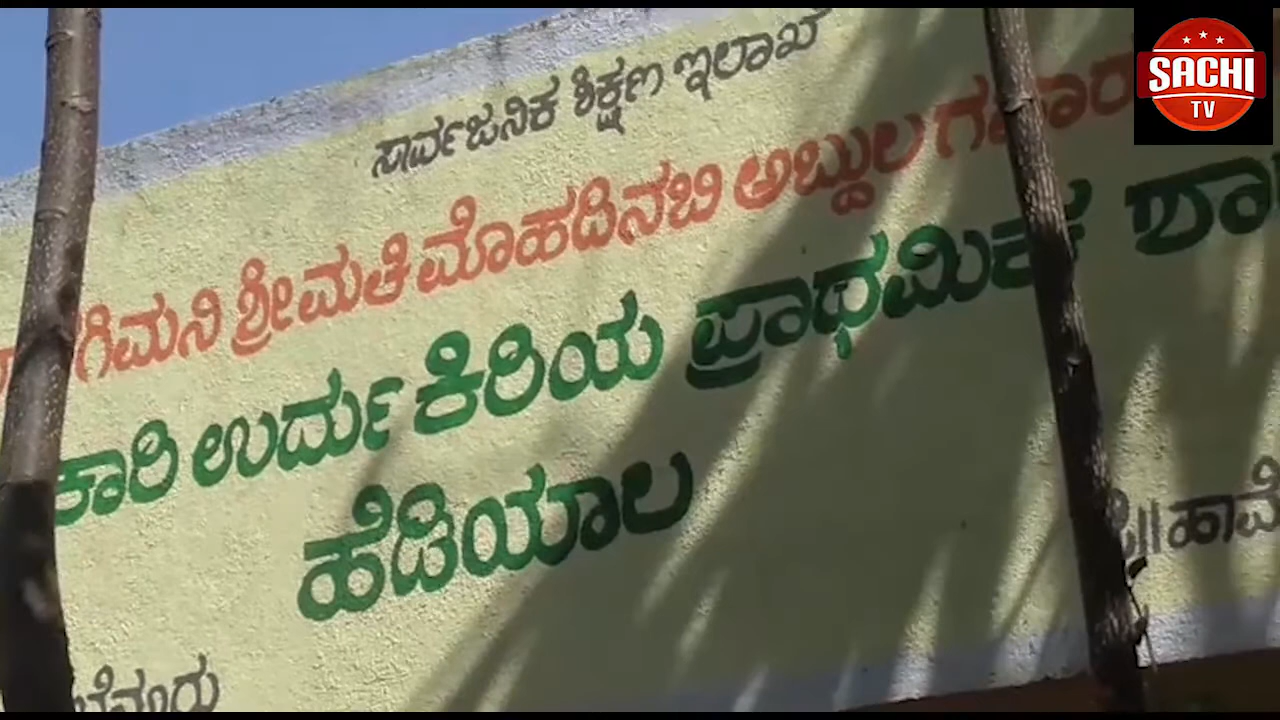 ಸಾರ್ವಜನಿಕ ಶಿಕ್ಷಣ ಇಲಾಖೆ
ಗಿಮನಿ ಶ್ರೀಮತಿ ಮೊಹದಿನಬಿ ಅಬ್ದುಲ
ಕಾರಿ ಉರ್ದು ಕಿರಿಯ ಪ್ರಾಥಮಿಕ ಶಾ
ಹೆಡಿಯಾಲ
ಹಾವೇ
SACHI
TV